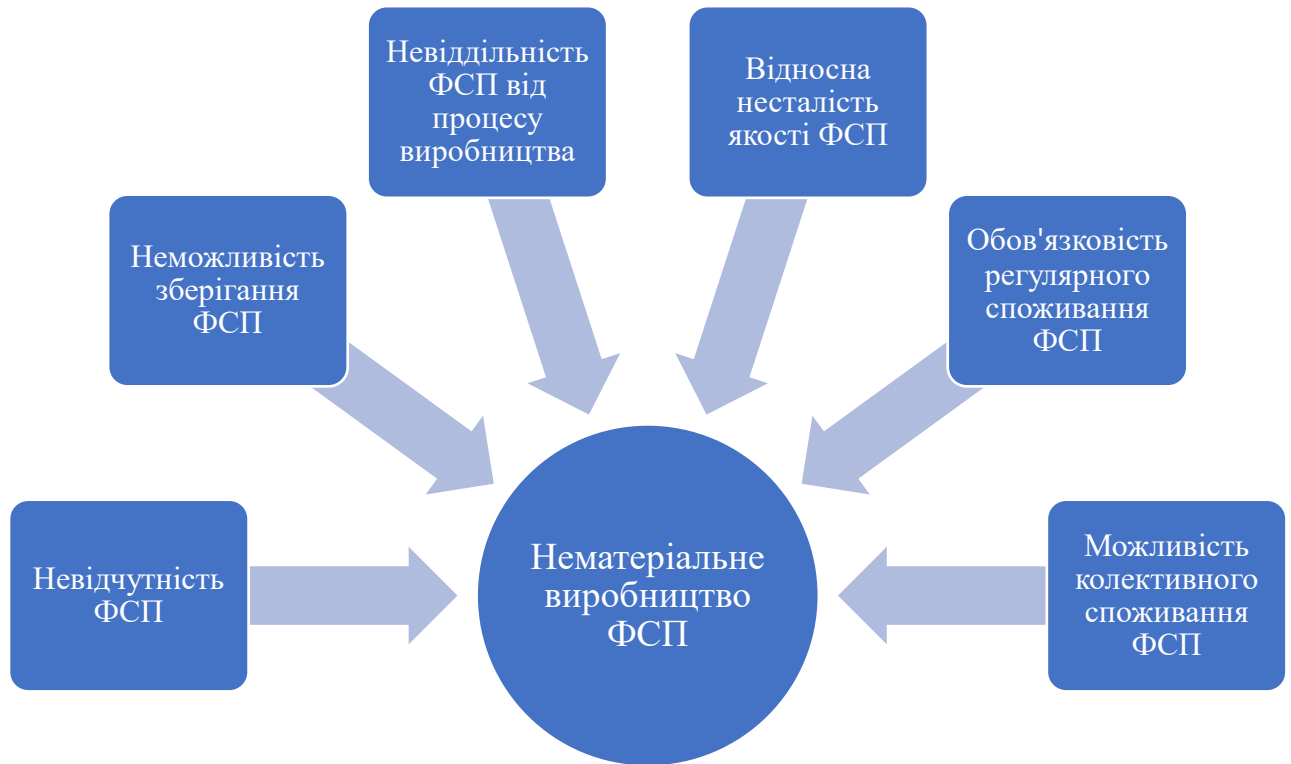 Невіддільність
ФСП від
процесу
виробництва
Відносна
несталість
якості ФСП
Неможливість
зберігання
ФСП
Обов'язковість
регулярного
споживання
ФСП
Невідчутність
ФСП
Нематеріальне
виробництво
ФСП
Можливість
колективного
споживання
ФСП